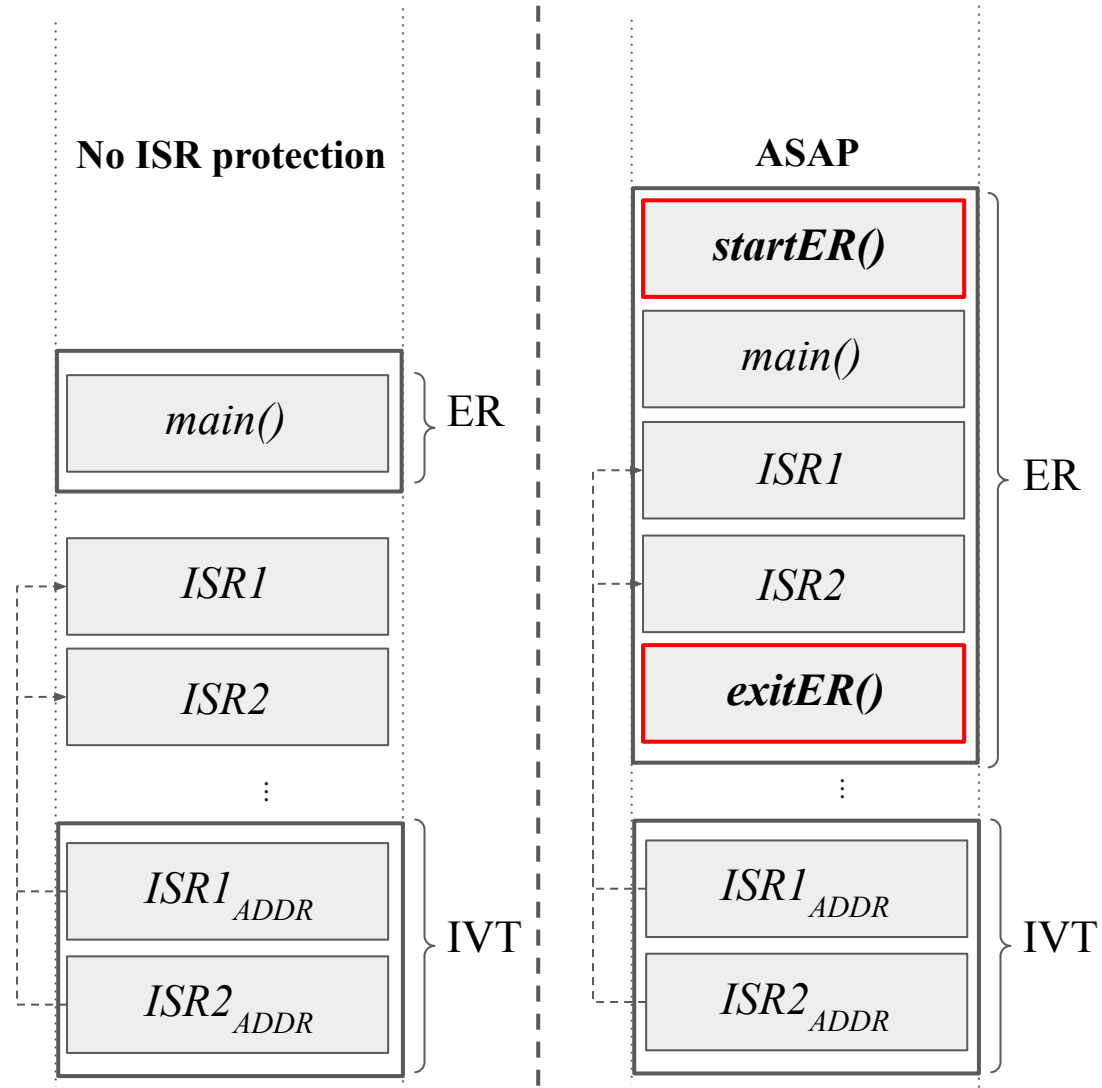 No ISR protection
main()
ER
ISR1
ISR2
...
ISR1ADDR
ISR2ADDR
IVT
ASAP
startER()
main()
ISR1
ISR2
exitER()
ER
...
ISR1ADDR
ISR2ADDR
IVT